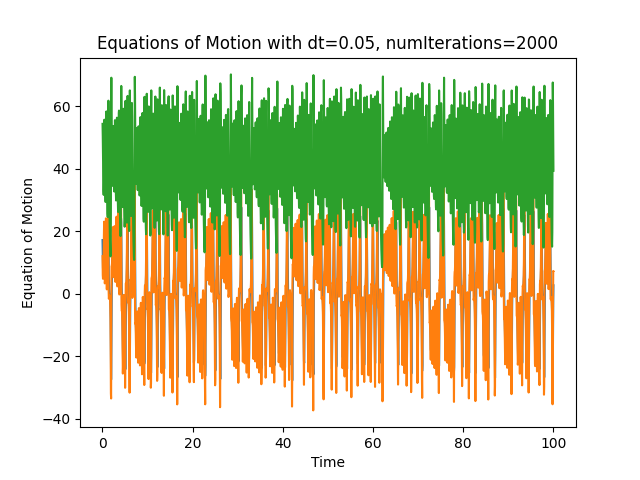 Equations of Motion with dt=0.05, numIterations=2000
60
40
20
0
−20
−40
Equation of Motion
0 20 40 60 80 100
Time